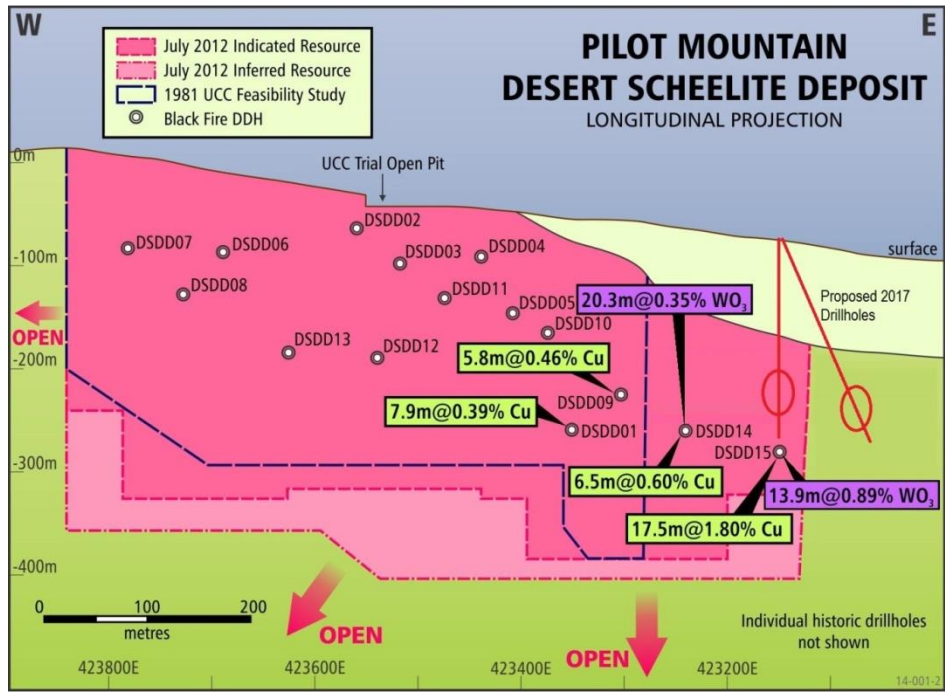 W
E
PILOT MOUNTAIN
DESERT SCHEELITE DEPOSIT
LONGITUDINAL PROJECTION
July 2012 Indicated Resource
July 2012 Inferred Resource
1981 UCC Feasibility Study
Black Fire DDH
0m
UCC Trial Open Pit
DSDD02
DSDD07
DSDD06
DSDD03
DSDD04
surface
-100m
DSDD08
DSDD11
DSDD05
20.3m@0.35% WO₃
Proposed 2017
Drillholes
OPEN
DSDD10
DSDD13
DSDD12
-200m
5.8m@0.46% Cu
DSDD09
7.9m@0.39% Cu
DSDD01
DSDD14
DSDD15
-300m
6.5m@0.60% Cu
13.9m@0.89% WO₃
17.5m@1.80% Cu
-400m
0 100 200
metres
OPEN
OPEN
Individual historic drillholes
not shown
423800E 423600E 423400E 423200E
14-001-2